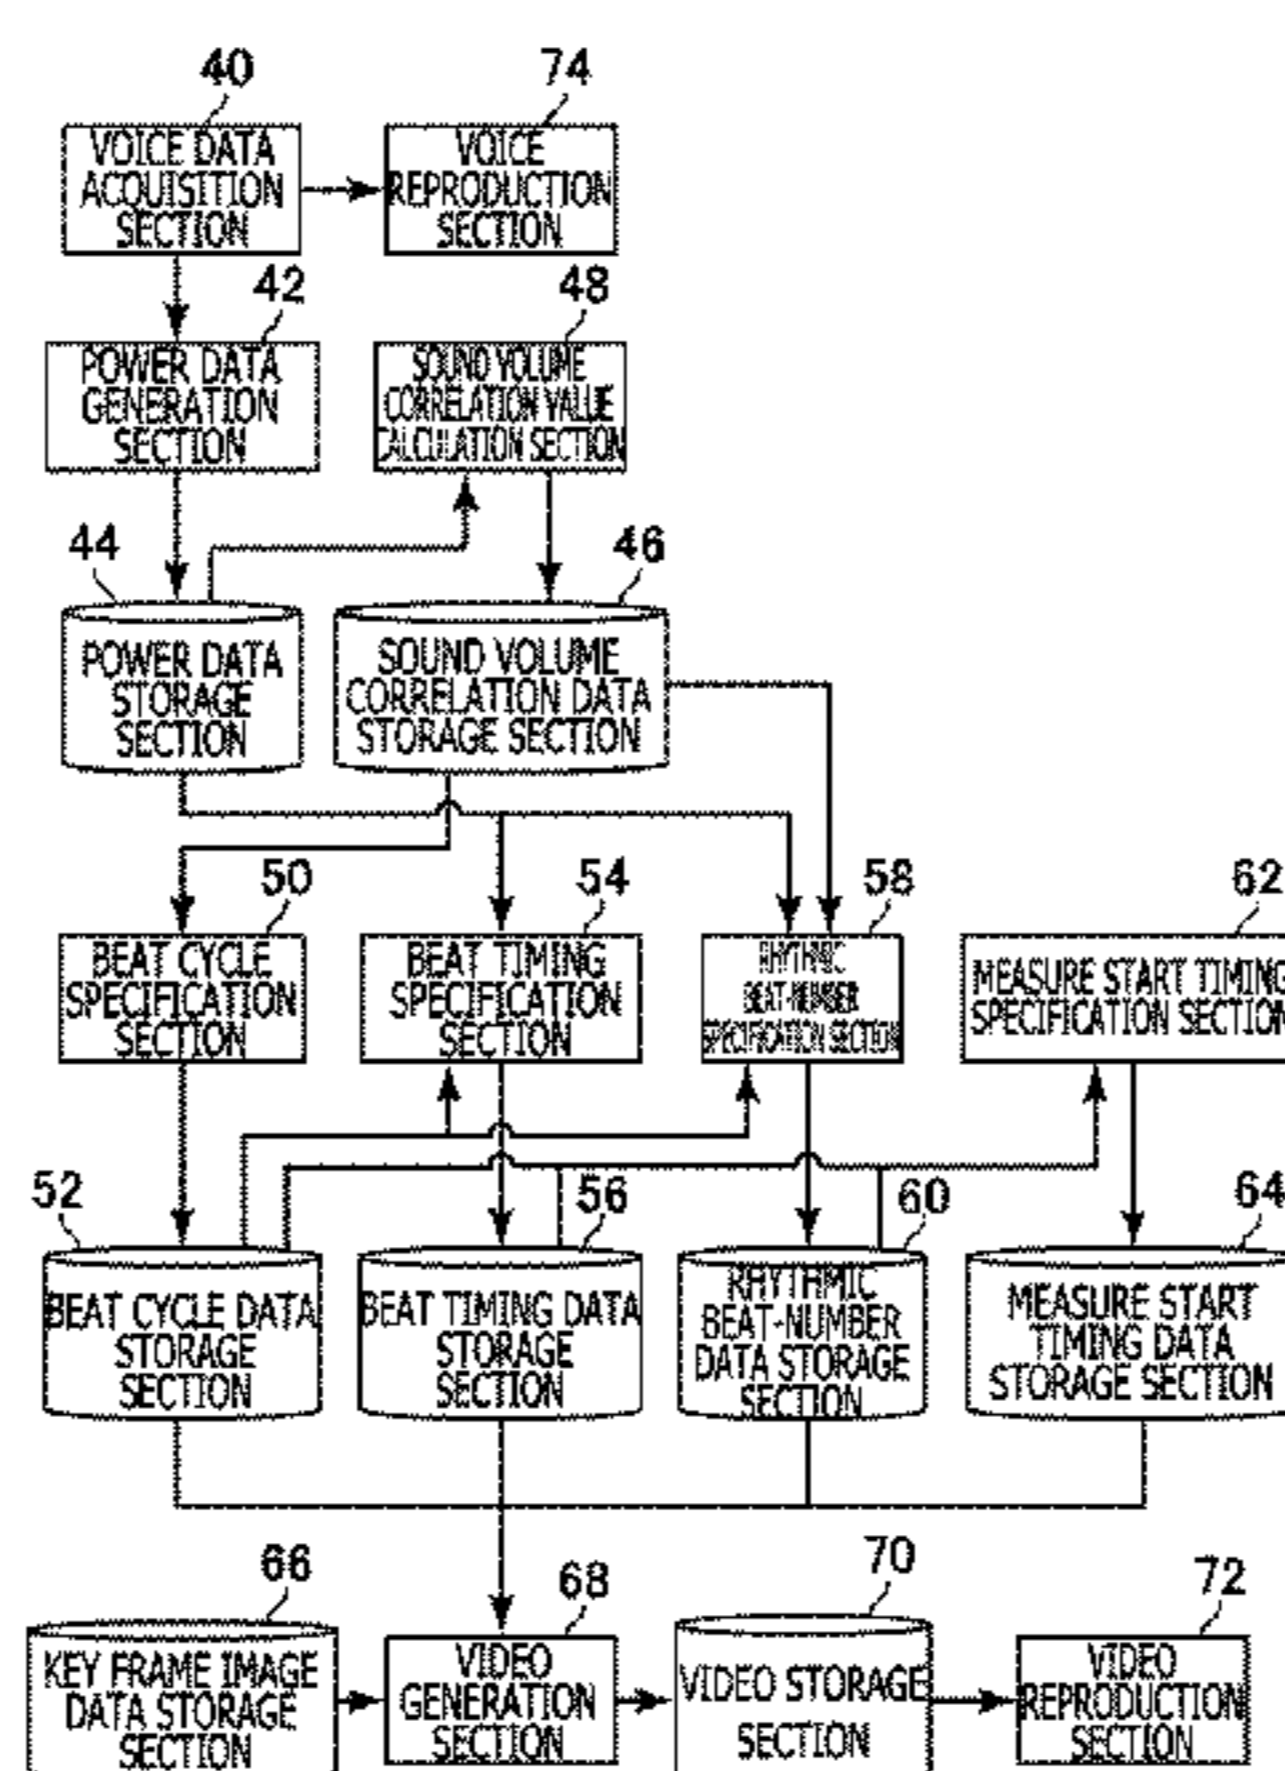 40
74
VOICE DATA
ACQUISITION
SECTION
VOICE
REPRODUCTION
SECTION
42
48
POWER DATA
GENERATION
SECTION
SOUND VOLUME
CORRELATION VALUE
CALCULATION SECTION
44
46
POWER DATA
STORAGE
SECTION
SOUND VOLUME
CORRELATION DATA
STORAGE SECTION
50
54
58
62
BEAT CYCLE
SPECIFICATION
SECTION
BEAT TIMING
SPECIFICATION
SECTION
RHYTHMIC
BEAT-NUMBER
SPECIFICATION SECTION
MEASURE START TIMING
SPECIFICATION SECTION
52
56
60
64
BEAT CYCLE DATA
STORAGE
SECTION
BEAT TIMING DATA
STORAGE
SECTION
RHYTHMIC
BEAT-NUMBER
DATA STORAGE
SECTION
MEASURE START
TIMING DATA
STORAGE SECTION
66
68
70
72
KEY FRAME IMAGE
DATA STORAGE
SECTION
VIDEO
GENERATION
SECTION
VIDEO STORAGE
SECTION
VIDEO
REPRODUCTION
SECTION